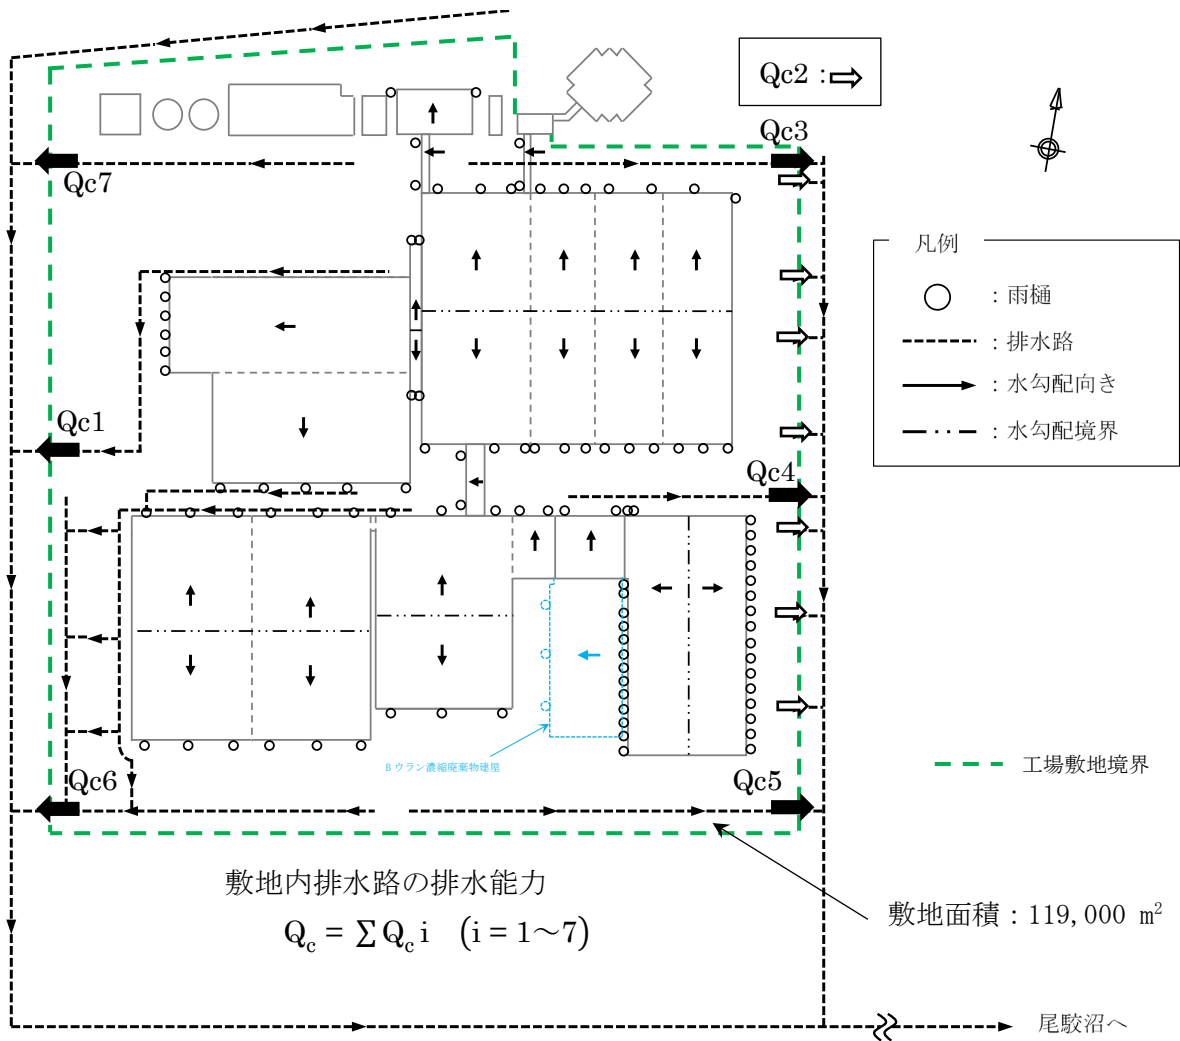 Qc2 :
Qc3
Qc7
凡例
: 雨樋
: 排水路
: 水勾配向き
: 水勾配境界
Qc1
Qc4
Bウラン濃縮廃棄物建屋
工場敷地境界
Qc6
Qc5
敷地内排水路の排水能力
Qc = ∑Qc i (i = 1～7)
敷地面積 : 119,000 m²
尾駮沼へ